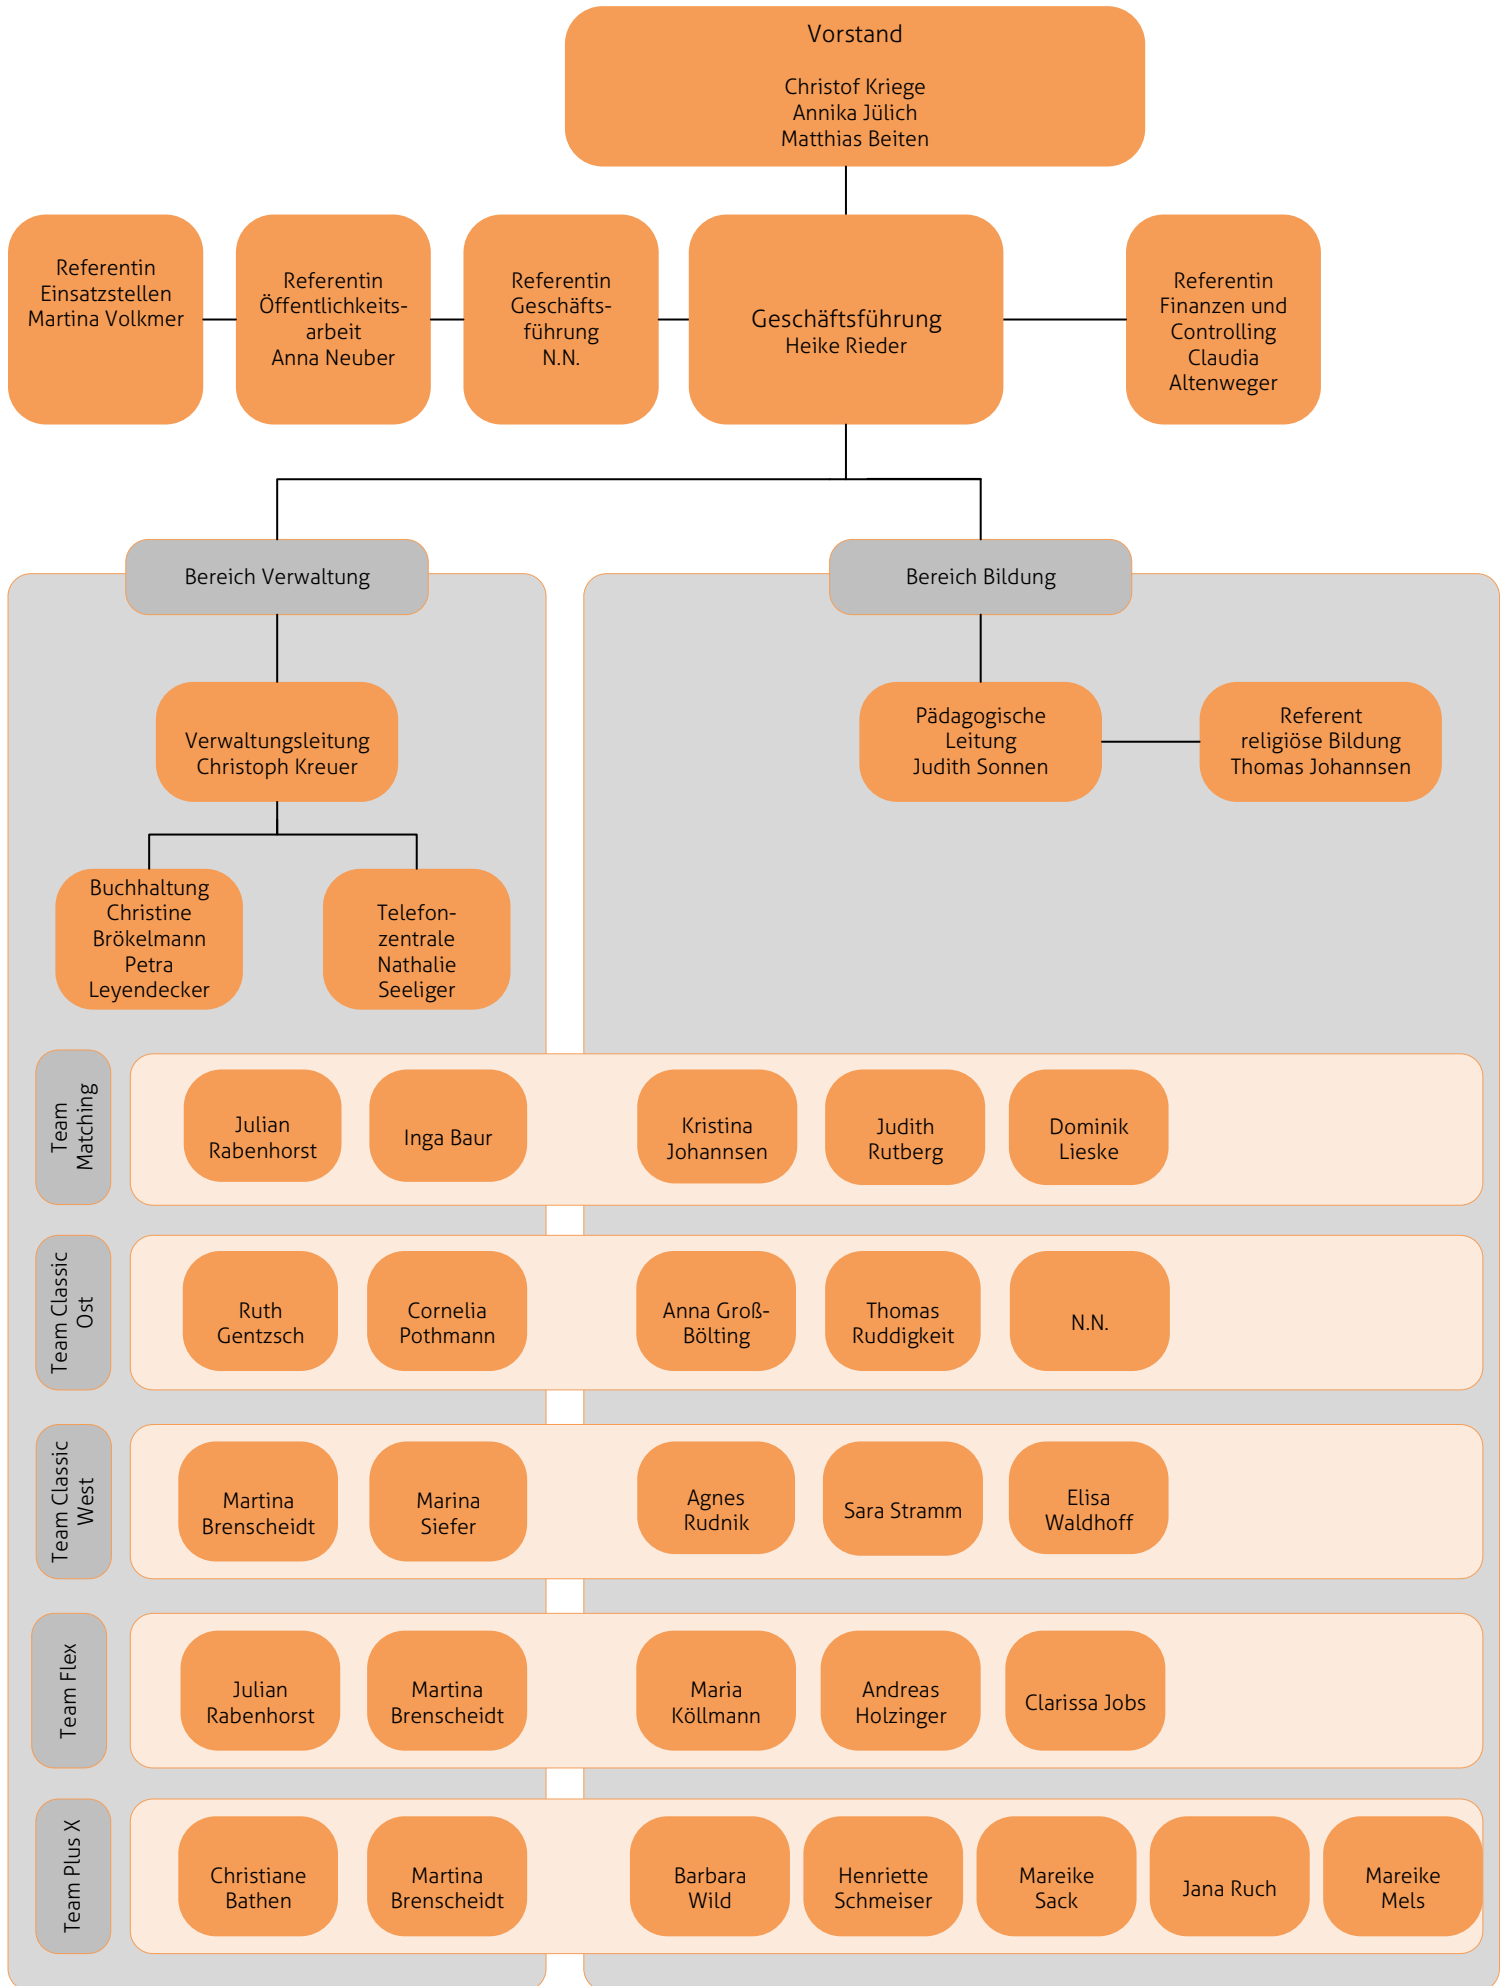 Vorstand
Christof Kriege
Annika Jülich
Matthias Beiten
Referentin
Einsatzstellen
Martina Volkmer
Referentin
Öffentlichkeits-
arbeit
Anna Neuber
Referentin
Geschäfts-
führung
N.N.
Geschäftsführung
Heike Rieder
Referentin
Finanzen und
Controlling
Claudia
Altenweger
Bereich Verwaltung
Bereich Bildung
Verwaltungsleitung
Christoph Kreuer
Pädagogische
Leitung
Judith Sonnen
Referent
religiöse Bildung
Thomas Johannsen
Buchhaltung
Christine
Brökelmann
Petra
Leyendecker
Telefon-
zentrale
Nathalie
Seeliger
Team
Matching
Julian
Rabenhorst
Inga Baur
Kristina
Johannsen
Judith
Rutberg
Dominik
Lieske
Team Classic
Ost
Ruth
Gentzsch
Cornelia
Pothmann
Anna Groß-
Bölting
Thomas
Ruddigkeit
N.N.
Team Classic
West
Martina
Brenscheidt
Marina
Siefer
Agnes
Rudnik
Sara Stramm
Elisa
Waldhoff
Team Flex
Julian
Rabenhorst
Martina
Brenscheidt
Maria
Köllmann
Andreas
Holzinger
Clarissa Jobs
Team Plus X
Christiane
Bathen
Martina
Brenscheidt
Barbara
Wild
Henriette
Schmeiser
Mareike
Sack
Jana Ruch
Mareike
Mels